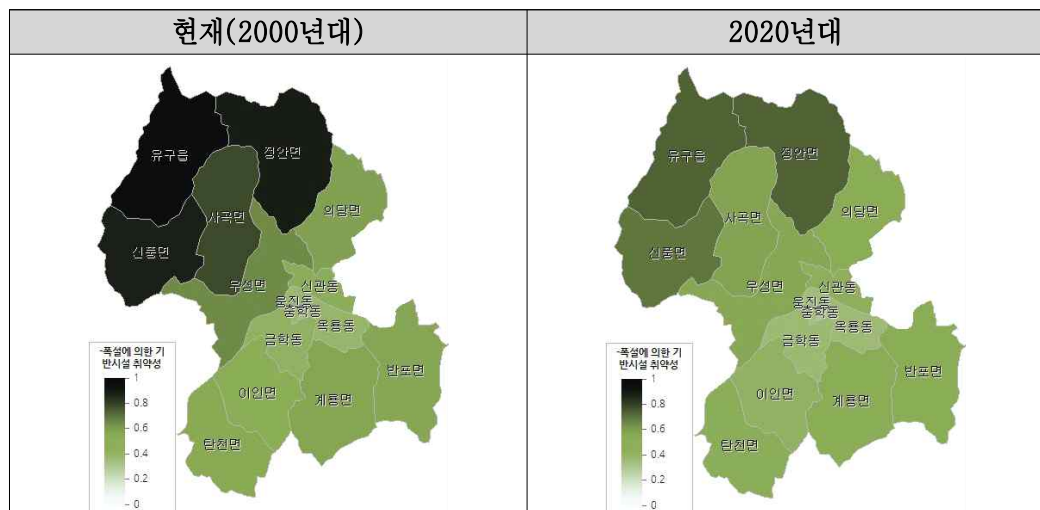 현재(2000년대)
2020년대
유구읍
정안면
사곡면
의당면
신풍면
우성면
신관동
웅진동
중학동
옥룡동
금학동
반포면
이인면
계룡면
탄천면
-폭설에 의한 기
반시설 취약성
1
0.8
0.6
0.4
0.2
0
유구읍
정안면
사곡면
의당면
신풍면
우성면
신관동
웅진동
중학동
옥룡동
금학동
반포면
이인면
계룡면
탄천면
-폭설에 의한 기
반시설 취약성
1
0.8
0.6
0.4
0.2
0